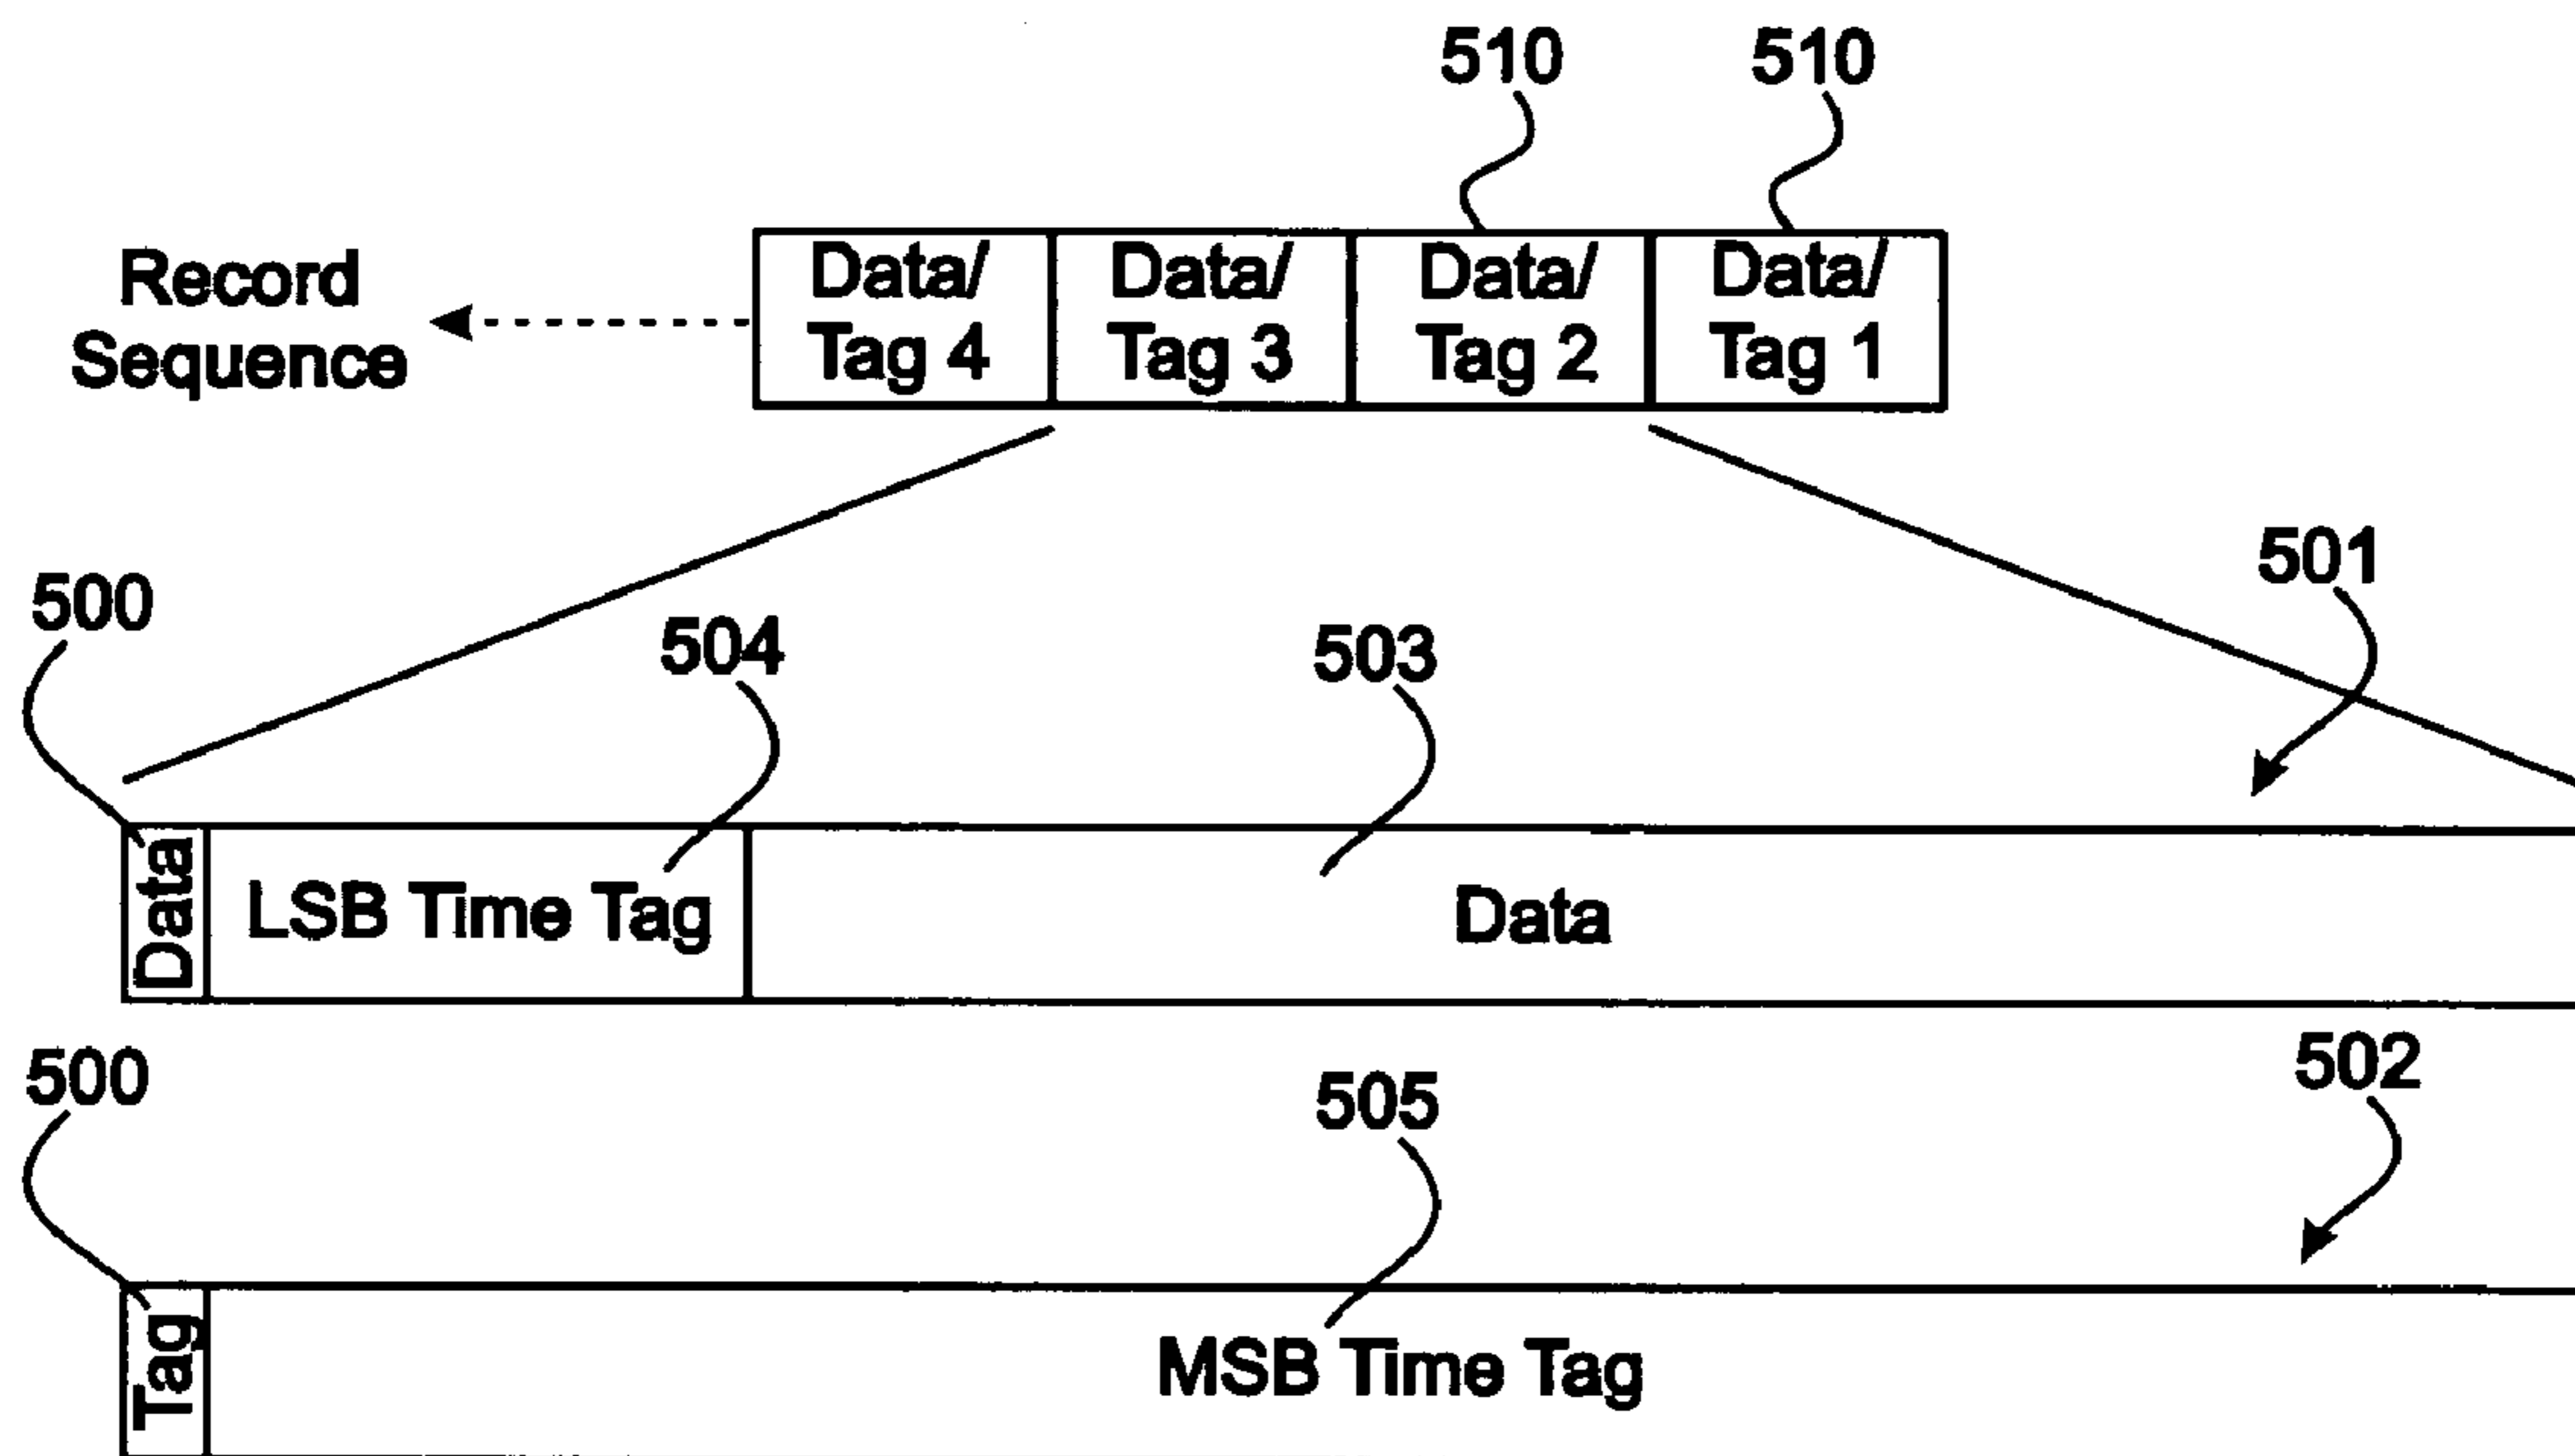 510 510
Record
Sequence
Data/ Data/ Data/ Data/
Tag 4 Tag 3 Tag 2 Tag 1
501
500
504 503
Data LSB Time Tag Data
500 505 502
Tag MSB Time Tag